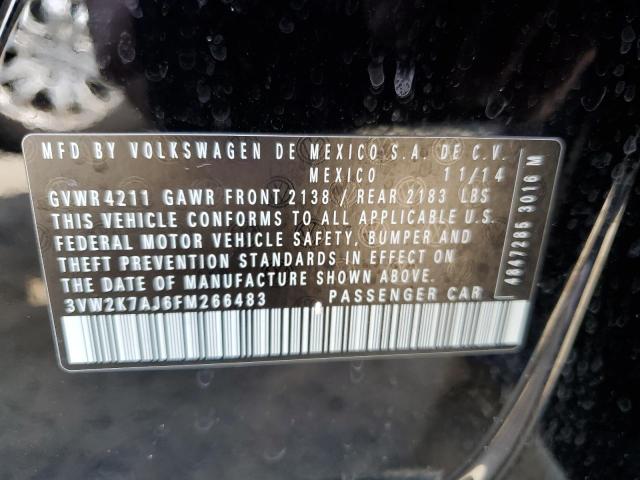 MFD BY VOLKSWAGEN DE MEXICO S.A. DE C.V.
MEXICO 11/14
GVWR 4211 GAWR FRONT 2138 / REAR 2183 LBS
THIS VEHICLE CONFORMS TO ALL APPLICABLE U.S.
FEDERAL MOTOR VEHICLE SAFETY, BUMPER AND
THEFT PREVENTION STANDARDS IN EFFECT ON
THE DATE OF MANUFACTURE SHOWN ABOVE.
3VW2K7AJ6FM266483 PASSENGER CAR
4847285 3016 M